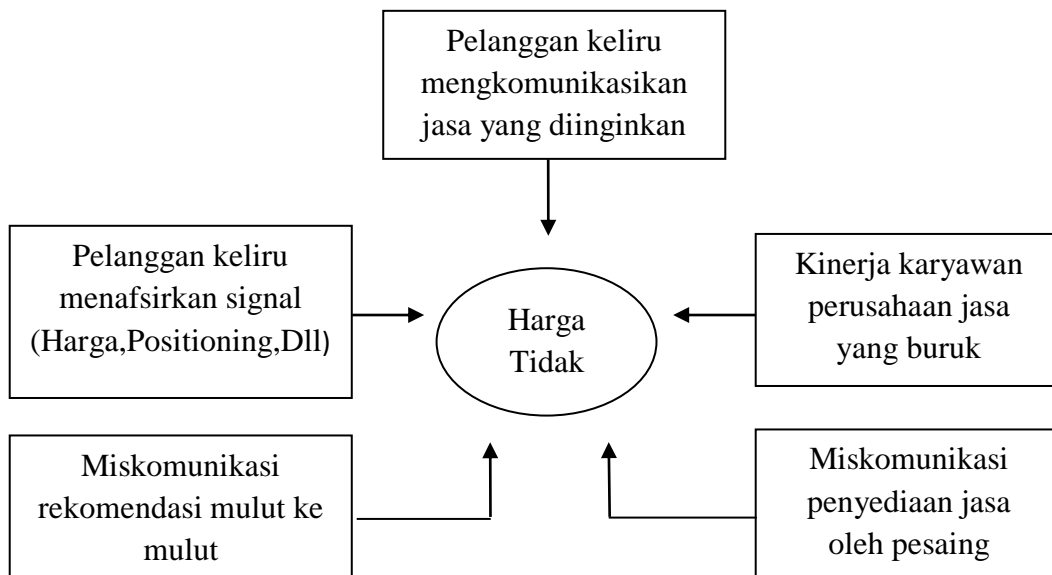 Pelanggan keliru
mengkomunikasikan
jasa yang diinginkan
Pelanggan keliru
menafsirkan signal
(Harga,Positioning,Dll)
Harga
Tidak
Kinerja karyawan
perusahaan jasa
yang buruk
Miskomunikasi
rekomendasi mulut ke
mulut
Miskomunikasi
penyediaan jasa
oleh pesaing